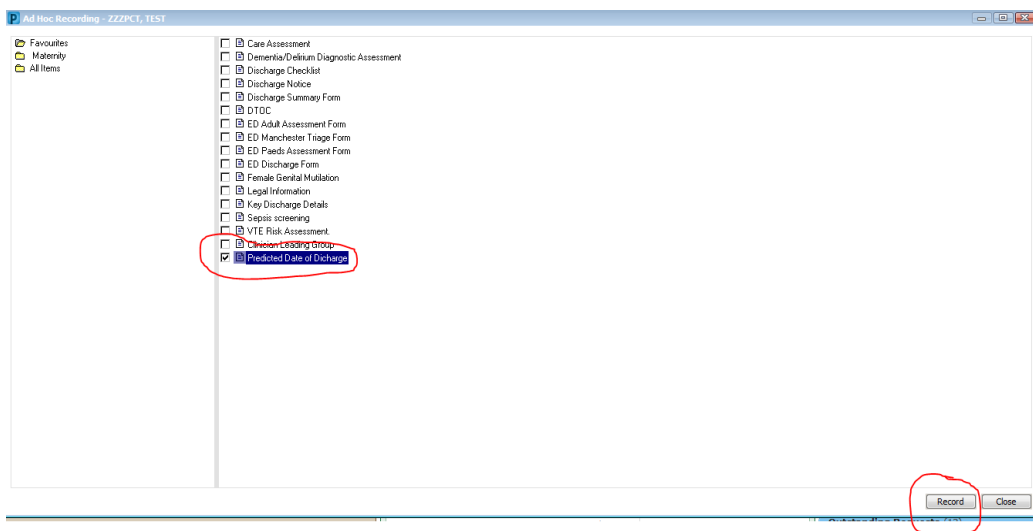 Ad Hoc Recording - ZZZPCT, TEST
Favourites
Maternity
All Items
Care Assessment
Dementia/Delirium Diagnostic Assessment
Discharge Checklist
Discharge Notice
Discharge Summary Form
DTOC
ED Adult Assessment Form
ED Manchester Triage Form
ED Paeds Assessment Form
ED Discharge Form
Female Genital Mutilation
Legal Information
Key Discharge Details
Sepsis screening
VTE Risk Assessment.
Clinician Leading Group
Predicted Date of Dicharge
Record
Close
Outstanding Requests